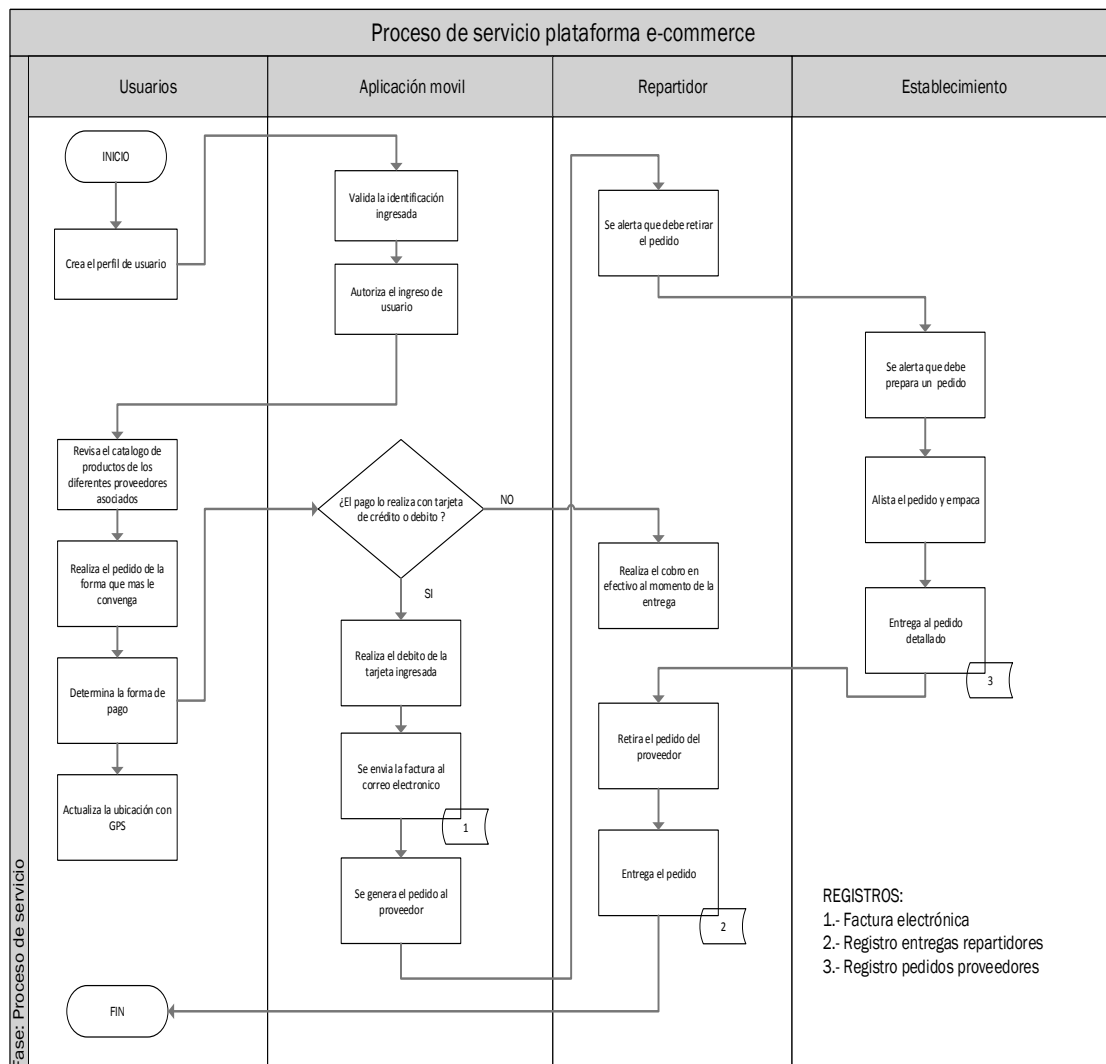 Proceso de servicio plataforma e-commerce
Fase: Proceso de servicio
Usuarios
Aplicación movil
Repartidor
Establecimiento
INICIO
Crea el perfil de usuario
Valida la identificación
ingresada
Autoriza el ingreso de
usuario
Revisa el catalogo de
productos de los
diferentes proveedores
asociados
Realiza el pedido de la
forma que mas le
convenga
Determina la forma de
pago
Actualiza la ubicación con
GPS
¿El pago lo realiza con tarjeta
de crédito o debito ?
NO
SI
Realiza el debito de la
tarjeta ingresada
Se envia la factura al
correo electronico
1
Se genera el pedido al
proveedor
Se alerta que debe retirar
el pedido
Realiza el cobro en
efectivo al momento de la
entrega
Se alerta que debe
prepara un pedido
Alista el pedido y empaca
Entrega al pedido
detallado
3
Retira el pedido del
proveedor
Entrega el pedido
2
FIN
REGISTROS:
1.- Factura electrónica
2.- Registro entregas repartidores
3.- Registro pedidos proveedores